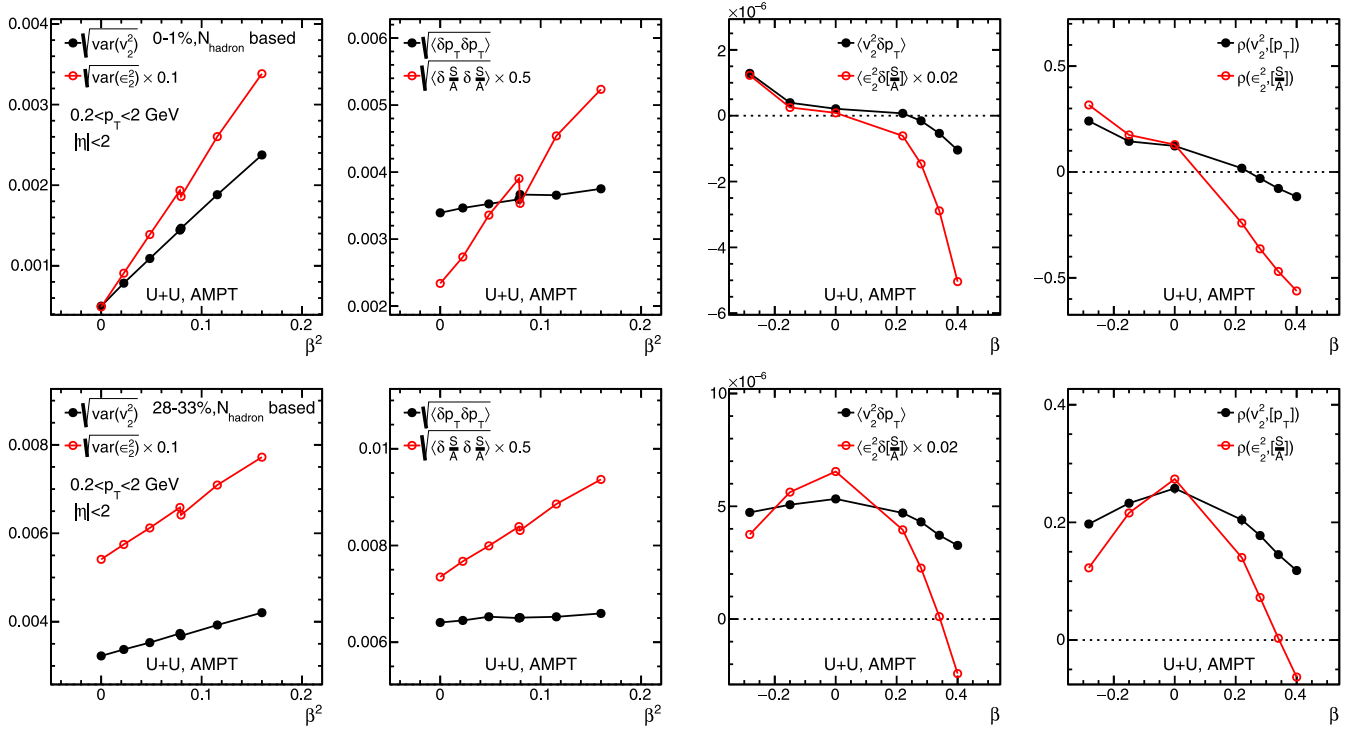 √var(v₂²) 0-1%,N_hadron based
√var(ϵ₂²) × 0.1
0.2<p_T<2 GeV
|η|<2
U+U, AMPT
0.004
0.003
0.002
0.001
0 0.1 0.2
β²
√⟨δp_T δp_T⟩
√⟨δ S/A δ S/A⟩ × 0.5
U+U, AMPT
0.006
0.005
0.004
0.003
0.002
0 0.1 0.2
β²
×10⁻⁶
⟨v₂²δp_T⟩
⟨ϵ₂²δ[S/A]⟩ × 0.02
U+U, AMPT
2
0
−2
−4
−6
−0.2 0 0.2 0.4
β
ρ(v₂²,[p_T])
ρ(ϵ₂²,[S/A])
U+U, AMPT
0.5
0
−0.5
−0.2 0 0.2 0.4
β
√var(v₂²) 28-33%,N_hadron based
√var(ϵ₂²) × 0.1
0.2<p_T<2 GeV
|η|<2
U+U, AMPT
0.008
0.006
0.004
0 0.1 0.2
β²
√⟨δp_T δp_T⟩
√⟨δ S/A δ S/A⟩ × 0.5
U+U, AMPT
0.01
0.008
0.006
0 0.1 0.2
β²
×10⁻⁶
⟨v₂²δp_T⟩
⟨ϵ₂²δ[S/A]⟩ × 0.02
U+U, AMPT
10
5
0
−0.2 0 0.2 0.4
β
ρ(v₂²,[p_T])
ρ(ϵ₂²,[S/A])
U+U, AMPT
0.4
0.2
0
−0.2 0 0.2 0.4
β